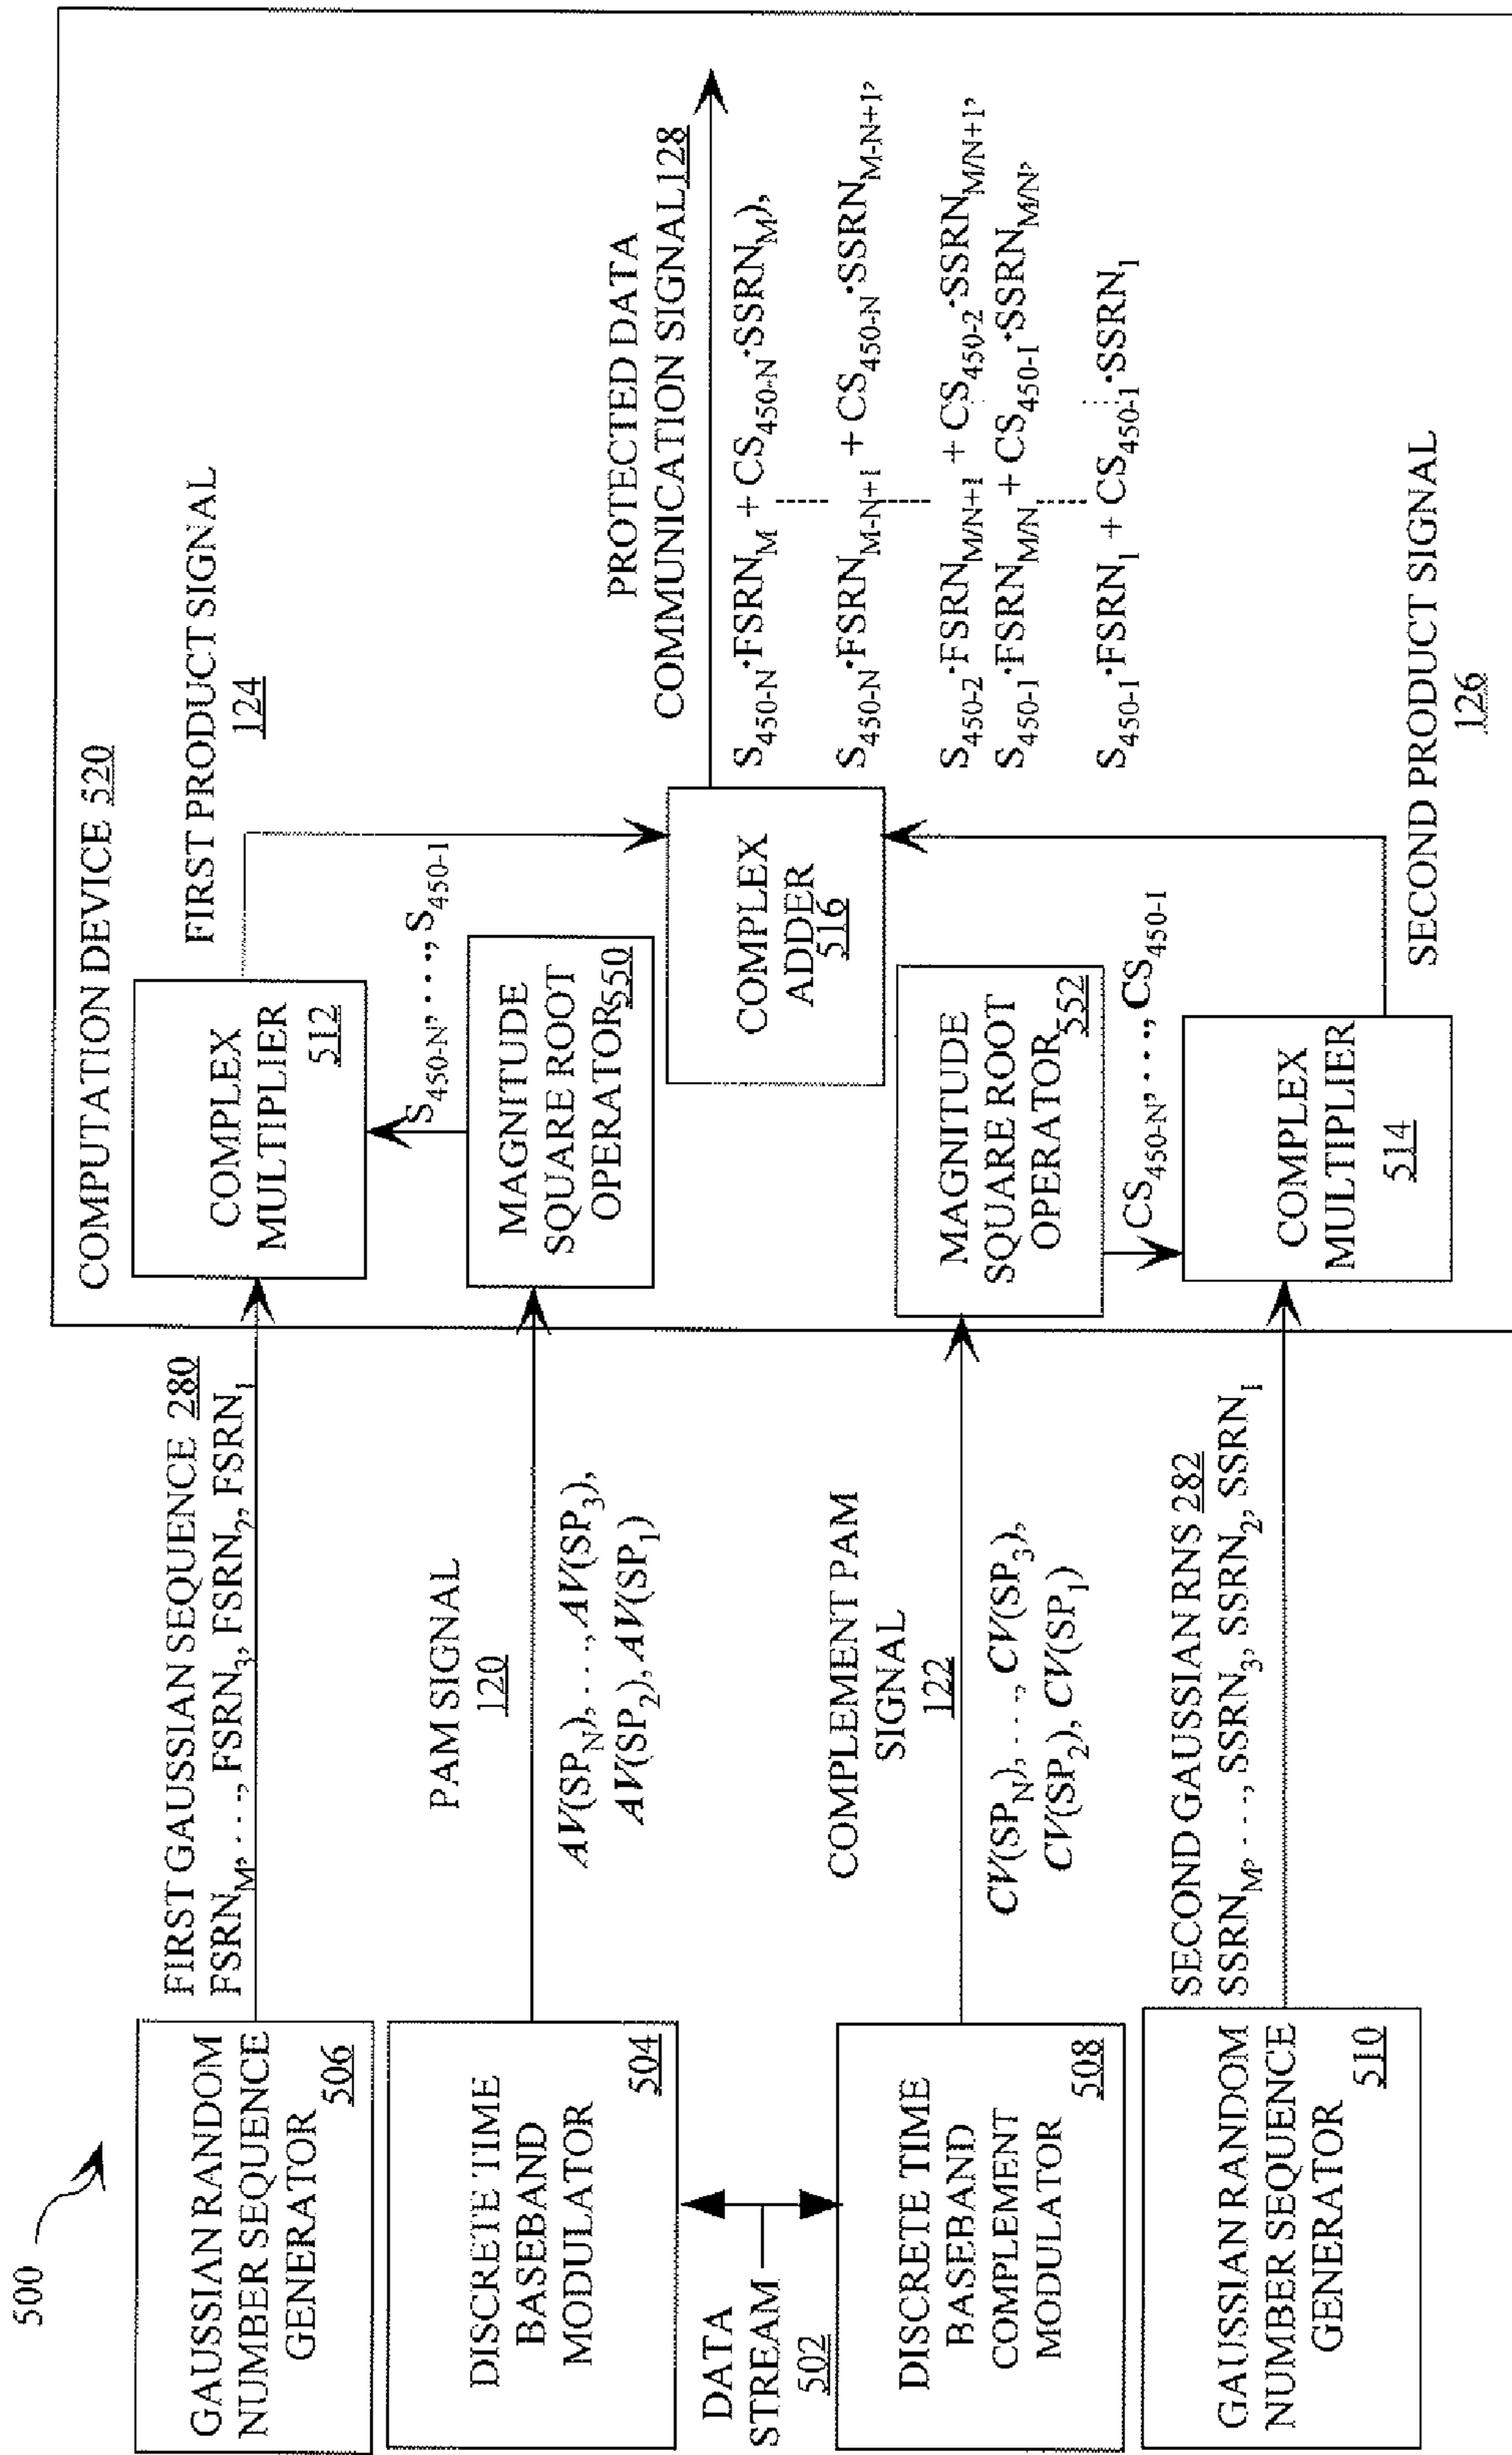 500
GAUSSIAN RANDOM
NUMBER SEQUENCE
GENERATOR
506
FIRST GAUSSIAN SEQUENCE 280
FSRN_M, . . ., FSRN_3, FSRN_2, FSRN_1
COMPUTATION DEVICE 520
COMPLEX
MULTIPLIER
512
FIRST PRODUCT SIGNAL
124
S_450-N, . . ., S_450-1
DISCRETE TIME
BASEBAND
MODULATOR
504
PAM SIGNAL
120
AV(SP_N), . . ., AV(SP_3),
AV(SP_2), AV(SP_1)
MAGNITUDE
SQUARE ROOT
OPERATOR
550
DATA
STREAM
502
COMPLEX
ADDER
516
PROTECTED DATA
COMMUNICATION SIGNAL 128
S_450-N·FSRN_M + CS_450-N·SSRN_M),
S_450-N·FSRN_M-N+1 + CS_450-N·SSRN_M-N+1,
S_450-2·FSRN_M/N+1 + CS_450-2·SSRN_M/N+1,
S_450-1·FSRN_M/N + CS_450-1·SSRN_M/N,
S_450-1·FSRN_1 + CS_450-1·SSRN_1
DISCRETE TIME
BASEBAND
COMPLEMENT
MODULATOR
508
COMPLEMENT PAM
SIGNAL
122
CV(SP_N), . . ., CV(SP_3),
CV(SP_2), CV(SP_1)
MAGNITUDE
SQUARE ROOT
OPERATOR
552
CS_450-N, . . ., CS_450-1
GAUSSIAN RANDOM
NUMBER SEQUENCE
GENERATOR
510
SECOND GAUSSIAN RNS 282
SSRN_M, . . ., SSRN_3, SSRN_2, SSRN_1
COMPLEX
MULTIPLIER
514
SECOND PRODUCT SIGNAL
126